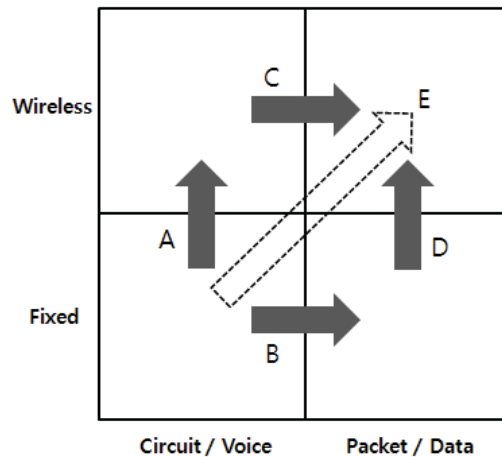 C
E
Wireless
A
D
Fixed
B
Circuit / Voice
Packet / Data